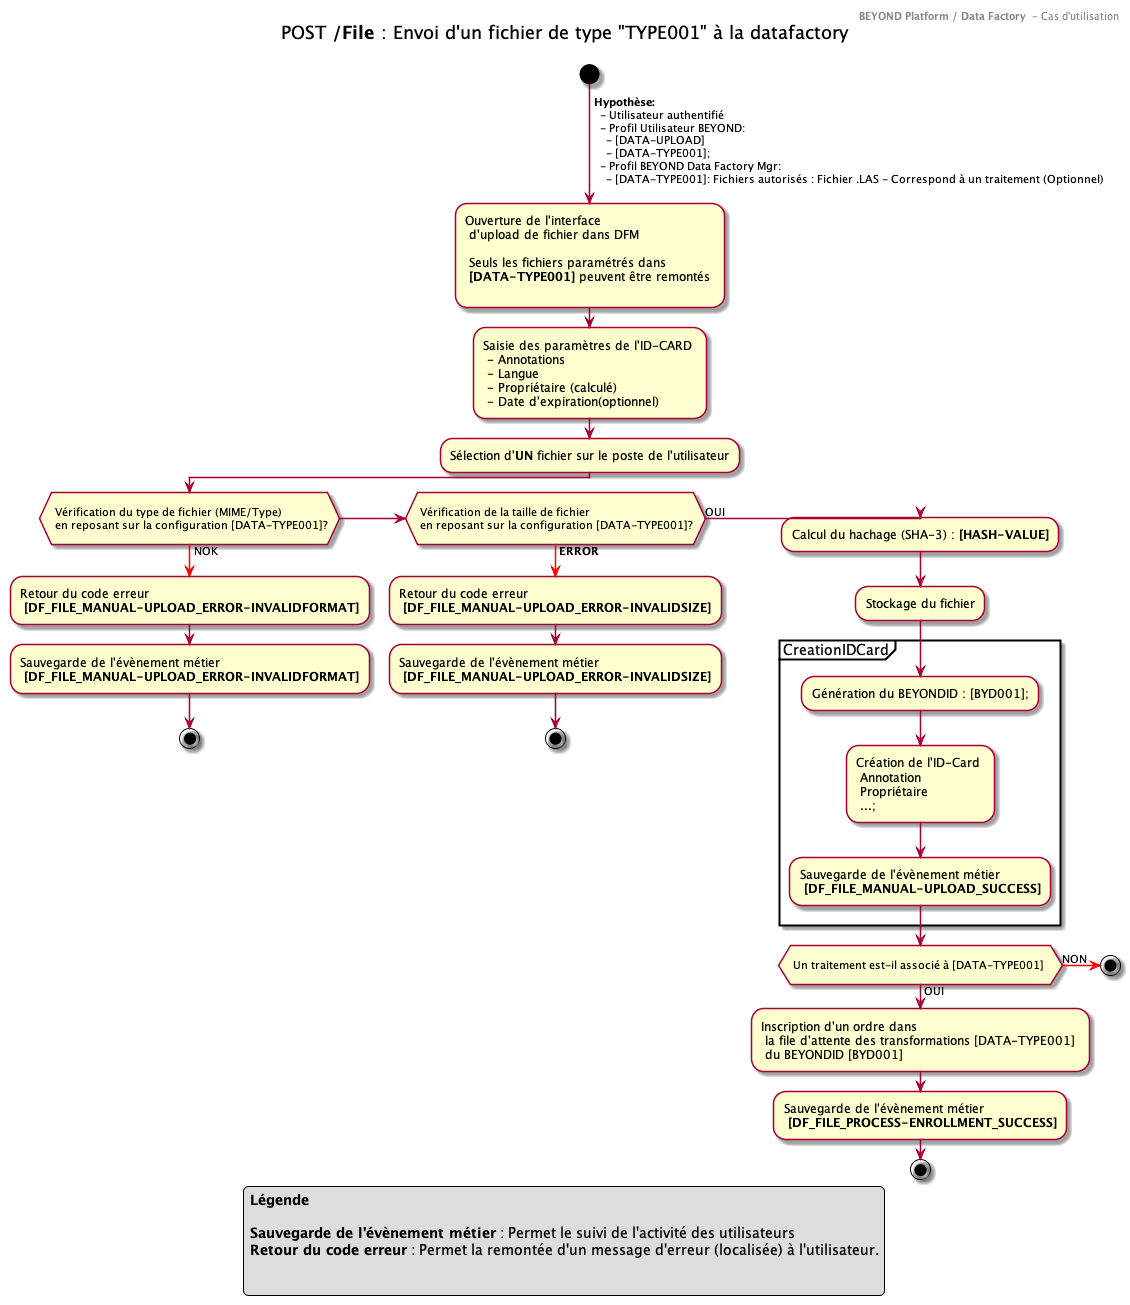 BEYOND Platform / Data Factory - Cas d'utilisation
POST /File : Envoi d'un fichier de type "TYPE001" à la datafactory
Hypothèse:
- Utilisateur authentifié
- Profil Utilisateur BEYOND:
- [DATA-UPLOAD]
- [DATA-TYPE001];
- Profil BEYOND Data Factory Mgr:
- [DATA-TYPE001]: Fichiers autorisés : Fichier .LAS - Correspond à un traitement (Optionnel)
Ouverture de l'interface
d'upload de fichier dans DFM
Seuls les fichiers paramétrés dans
[DATA-TYPE001] peuvent être remontés
Saisie des paramètres de l'ID-CARD
- Annotations
- Langue
- Propriétaire (calculé)
- Date d'expiration(optionnel)
Sélection d'UN fichier sur le poste de l'utilisateur
Vérification du type de fichier (MIME/Type)
en reposant sur la configuration [DATA-TYPE001]?
NOK
Retour du code erreur
[DF_FILE_MANUAL-UPLOAD_ERROR-INVALIDFORMAT]
Sauvegarde de l'évènement métier
[DF_FILE_MANUAL-UPLOAD_ERROR-INVALIDFORMAT]
Vérification de la taille de fichier
en reposant sur la configuration [DATA-TYPE001]?
OUI
ERROR
Retour du code erreur
[DF_FILE_MANUAL-UPLOAD_ERROR-INVALIDSIZE]
Sauvegarde de l'évènement métier
[DF_FILE_MANUAL-UPLOAD_ERROR-INVALIDSIZE]
Calcul du hachage (SHA-3) : [HASH-VALUE]
Stockage du fichier
CreationIDCard
Génération du BEYONDID : [BYD001];
Création de l'ID-Card
Annotation
Propriétaire
...;
Sauvegarde de l'évènement métier
[DF_FILE_MANUAL-UPLOAD_SUCCESS]
Un traitement est-il associé à [DATA-TYPE001]
NON
OUI
Inscription d'un ordre dans
la file d'attente des transformations [DATA-TYPE001]
du BEYONDID [BYD001]
Sauvegarde de l'évènement métier
[DF_FILE_PROCESS-ENROLLMENT_SUCCESS]
Légende
Sauvegarde de l'évènement métier : Permet le suivi de l'activité des utilisateurs
Retour du code erreur : Permet la remontée d'un message d'erreur (localisée) à l'utilisateur.